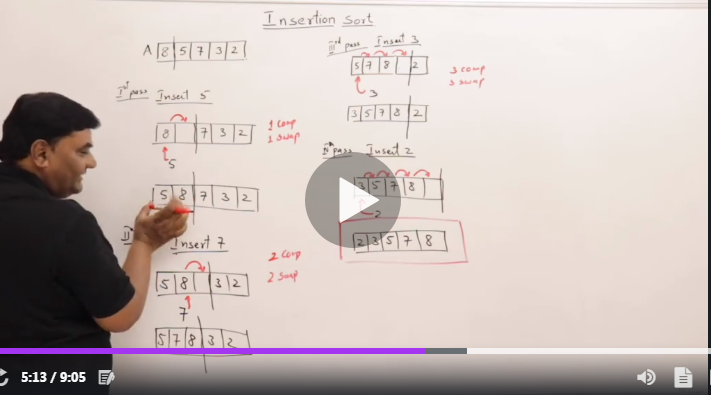 Insertion Sort
A 8 5 7 3 2
Ist pass Insert 5
8 7 3 2
1 Comp
1 Swap
5
5 8 7 3 2
Insert 7
5 8 3 2
2 Comp
2 Swap
7
5 7 8 3 2
IIIrd pass Insert 3
5 7 8 2
3 Comp
3 swap
3
3 5 7 8 2
pass Insert 2
3 5 7 8
2
2 3 5 7 8
5:13 / 9:05